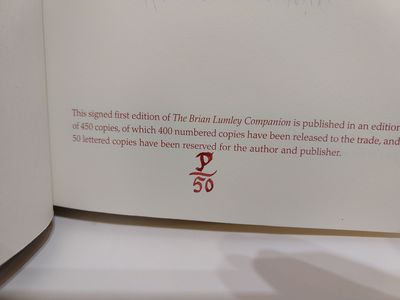 This signed first edition of The Brian Lumley Companion is published in an edition
of 450 copies, of which 400 numbered copies have been released to the trade, and
50 lettered copies have been reserved for the author and publisher.
P
50